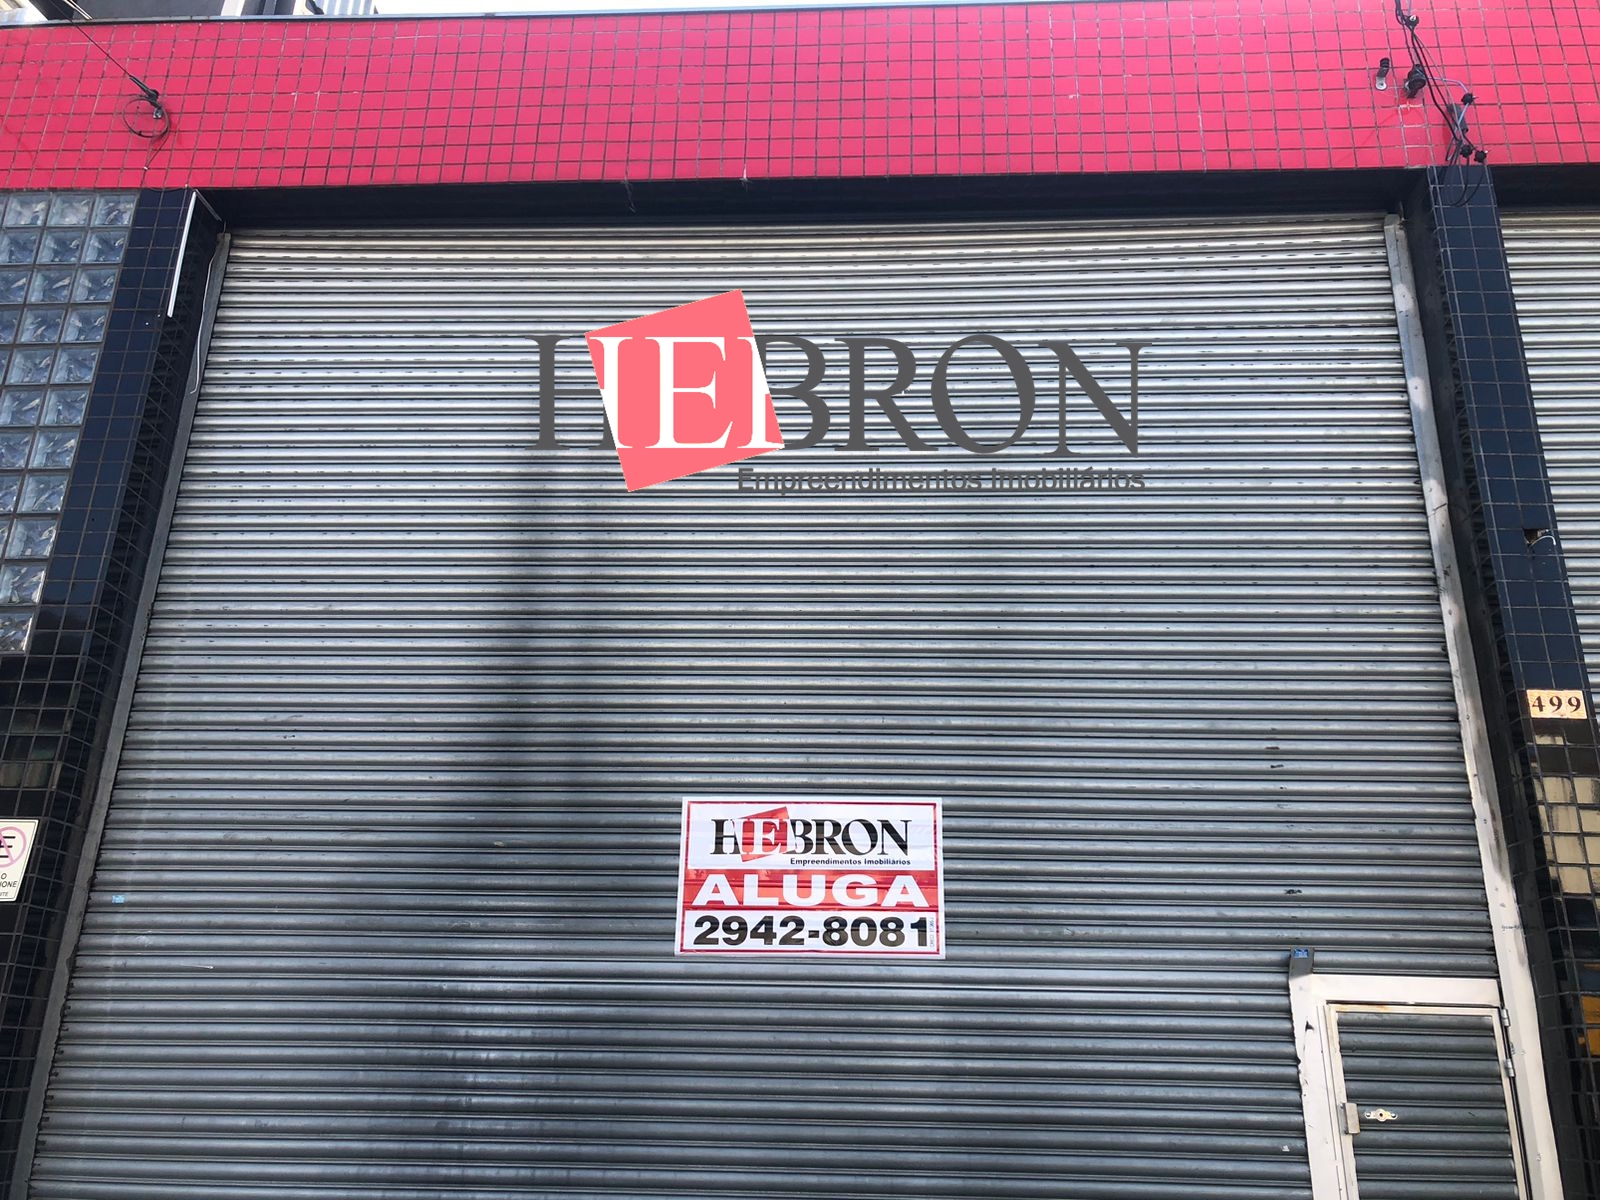 HEBRON
Empreendimentos Imobiliários
499
HEBRON
Empreendimentos Imobiliários
ALUGA
2942-8081